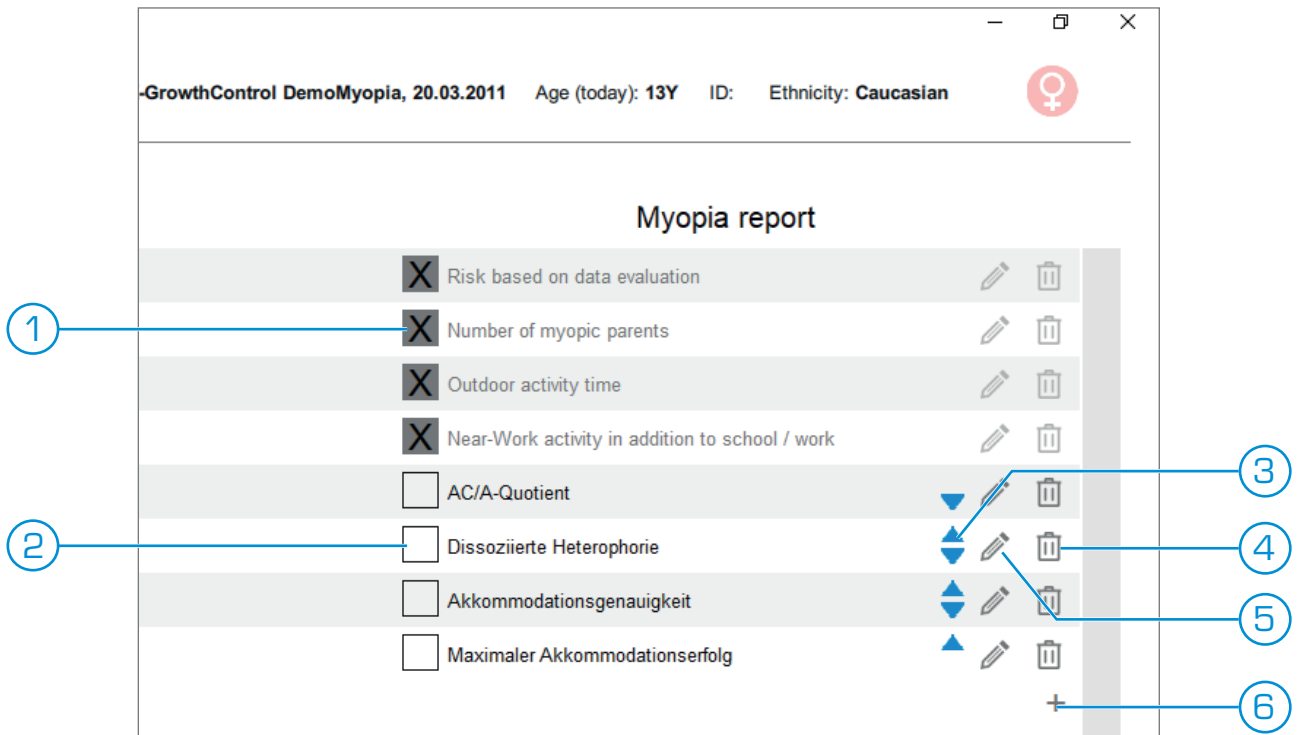 -GrowthControl DemoMyopia, 20.03.2011 Age (today): 13Y ID: Ethnicity: Caucasian
Myopia report
X Risk based on data evaluation
1 X Number of myopic parents
X Outdoor activity time
X Near-Work activity in addition to school / work
AC/A-Quotient 3
2 Dissoziierte Heterophorie 4
Akkommodationsgenauigkeit 5
Maximaler Akkommodationserfolg
+ 6